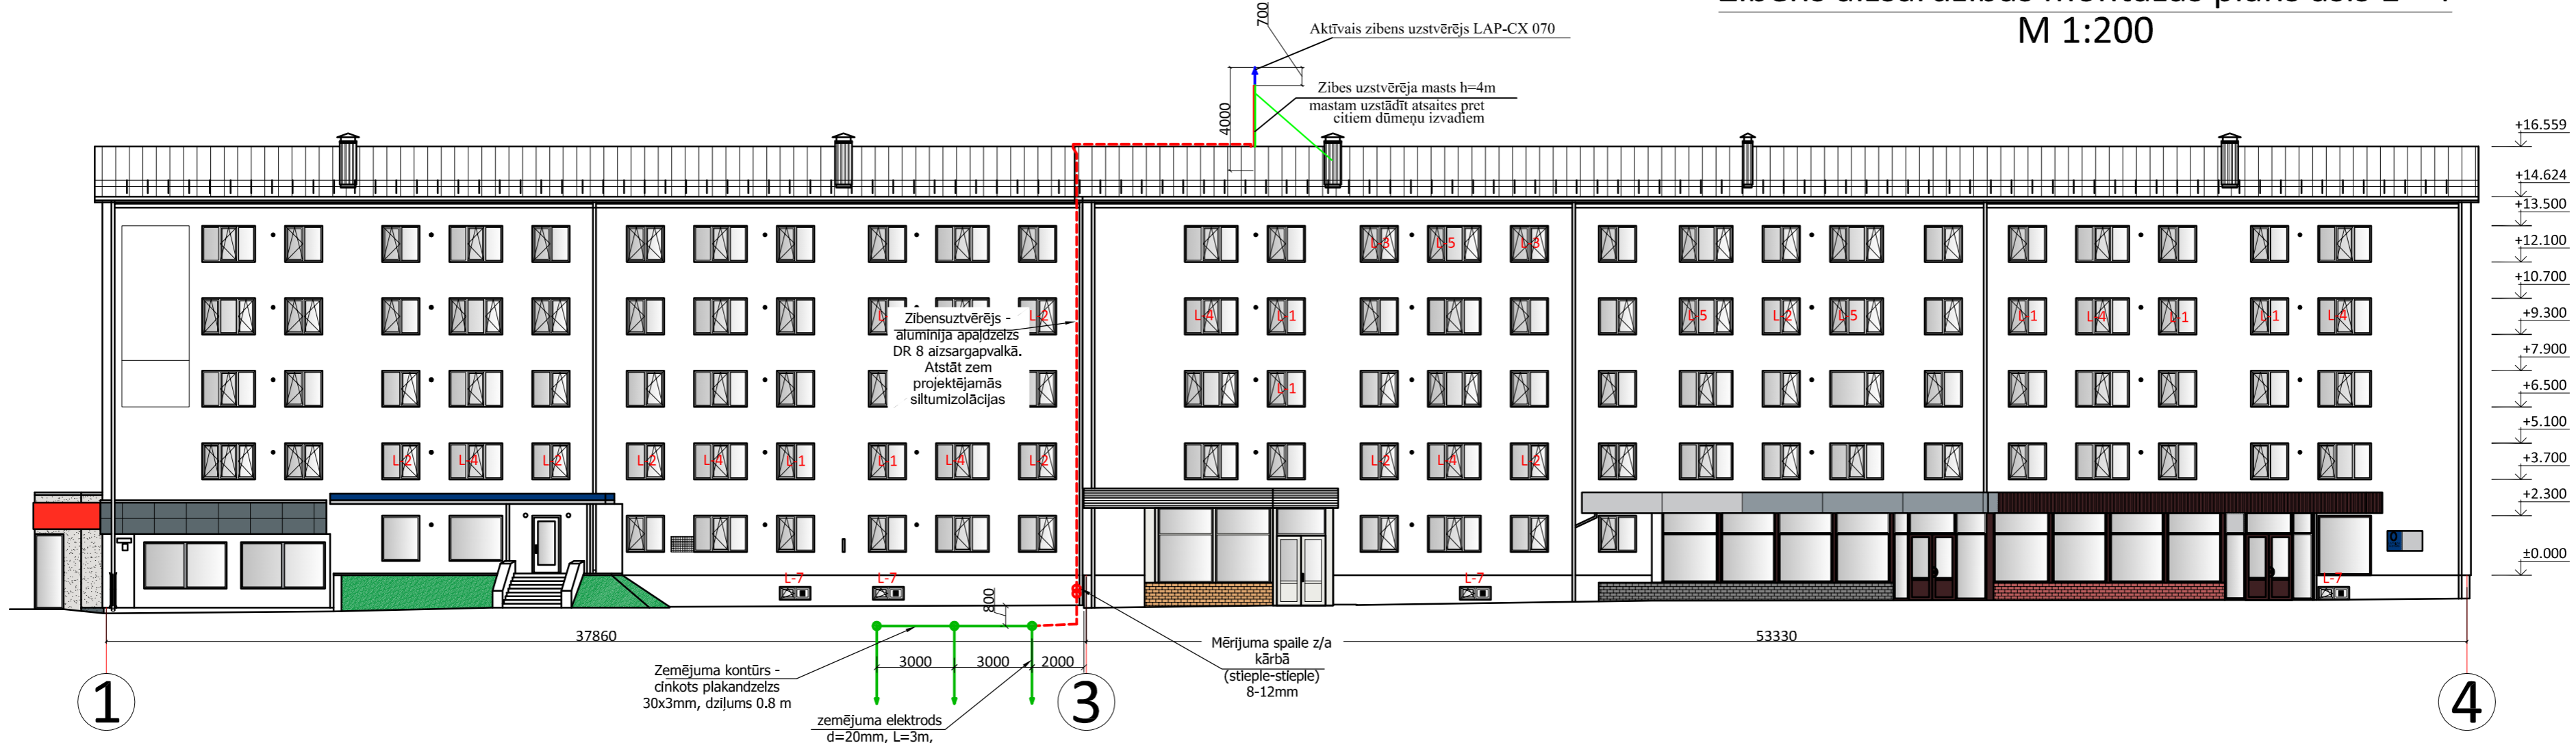 M 1:200
700
Aktīvais zibens uzstvērējs LAP-CX 070
Zibes uzstvērēja masts h=4m
mastam uzstādīt atsaites pret
citiem dūmeņu izvadiem
4000
+16.559
+14.624
+13.500
+12.100
+10.700
+9.300
+7.900
+6.500
+5.100
+3.700
+2.300
±0.000
L-3
L-5
L-3
L-2
L-4
L-1
L-5
L-2
L-5
L-1
L-4
L-1
L-1
L-4
Zibensuztvērējs -
alumīnija apaļdzelzs
DR 8 aizsargapvalkā.
Atstāt zem
projektējamās
siltumizolācijas
L-1
L-2
L-4
L-2
L-2
L-4
L-1
L-1
L-4
L-2
L-2
L-4
L-2
L-7
L-7
L-7
L-7
800
37860
53330
3000
3000
2000
Zemējuma kontūrs -
cinkots plakandzelzs
30x3mm, dziļums 0.8 m
zemējuma elektrods
d=20mm, L=3m,
Mērījuma spaile z/a
kārbā
(stieple-stieple)
8-12mm
1
3
4